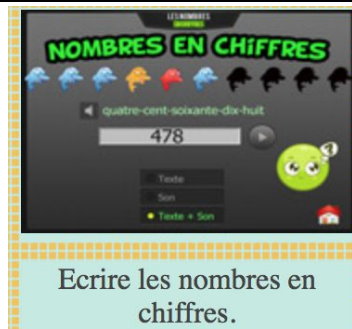 LES NOMBRES
NOMBRES EN CHIFFRES
quatre-cent-soixante-dix-huit
478
Texte
Son
Texte + Son
?
Ecrire les nombres en
chiffres.